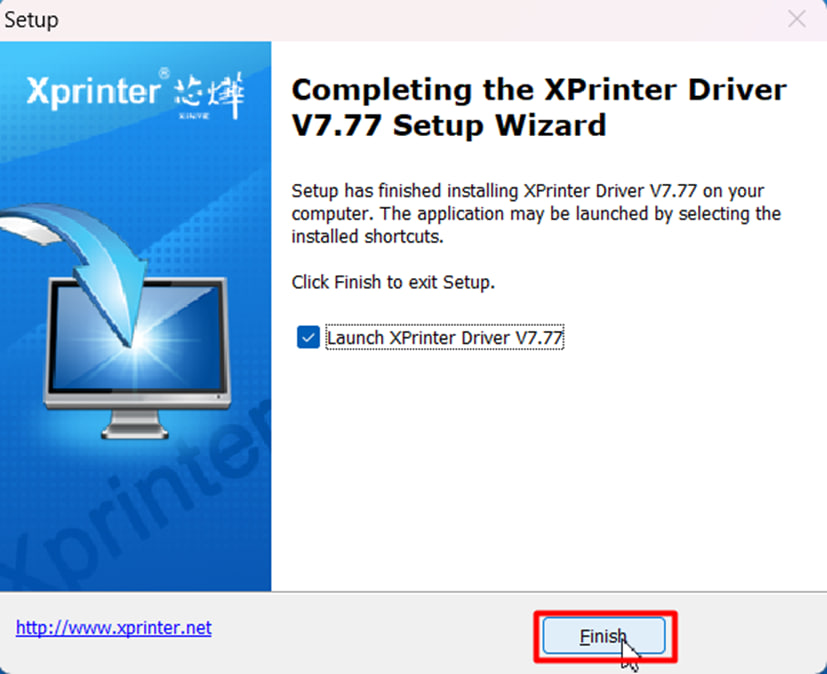 Setup
Xprinter® 芯烨
XINYE
Completing the XPrinter Driver
V7.77 Setup Wizard
Setup has finished installing XPrinter Driver V7.77 on your
computer. The application may be launched by selecting the
installed shortcuts.
Click Finish to exit Setup.
Launch XPrinter Driver V7.77
Xprinter
http://www.xprinter.net
Finish